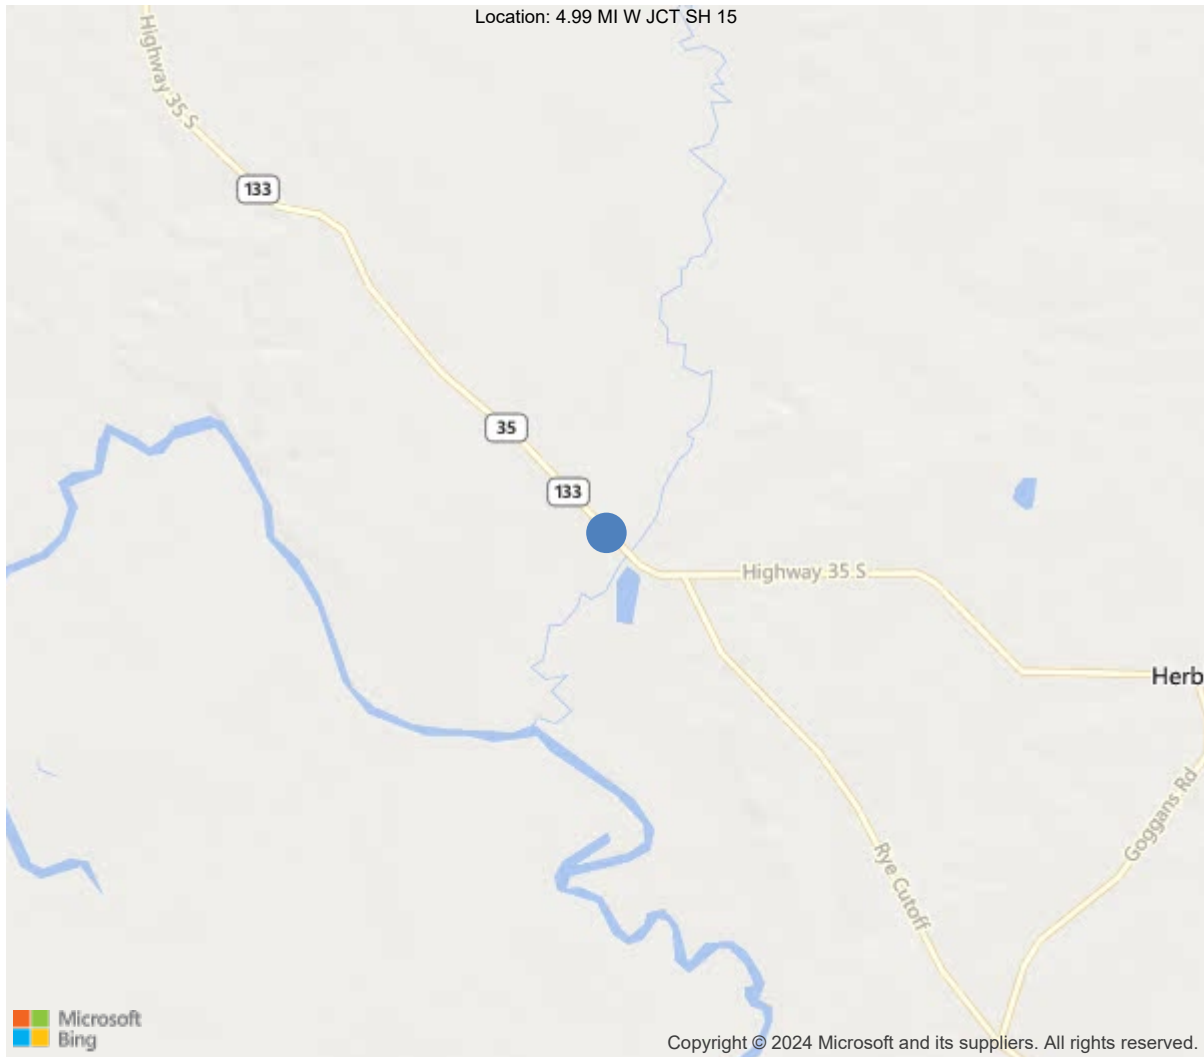 Location: 4.99 MI W JCT SH 15
Highway 35 S
133
35
133
Highway 35 S
Herb
Goggans Rd
Rye Cutoff
Microsoft
Bing
Copyright © 2024 Microsoft and its suppliers. All rights reserved.